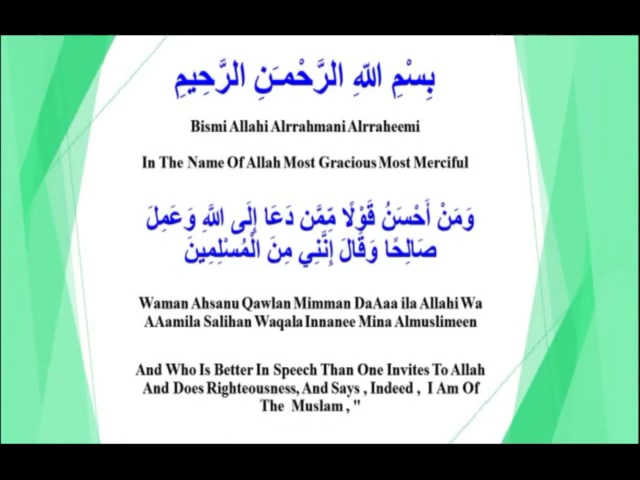 بِسْمِ اللّهِ الرَّحْمـَنِ الرَّحِيمِ
Bismi Allahi Alrrahmani Alrraheemi
In The Name Of Allah Most Gracious Most Merciful
وَمَنْ أَحْسَنُ قَوْلًا مِّمَّن دَعَا إِلَى اللَّهِ وَعَمِلَ
صَالِحًا وَقَالَ إِنَّنِي مِنَ الْمُسْلِمِينَ
Waman Ahsanu Qawlan Mimman DaAaa ila Allahi Wa
AAamila Salihan Waqala Innanee Mina Almuslimeen
And Who Is Better In Speech Than One Invites To Allah
And Does Righteousness, And Says , Indeed , I Am Of
The Muslam , "